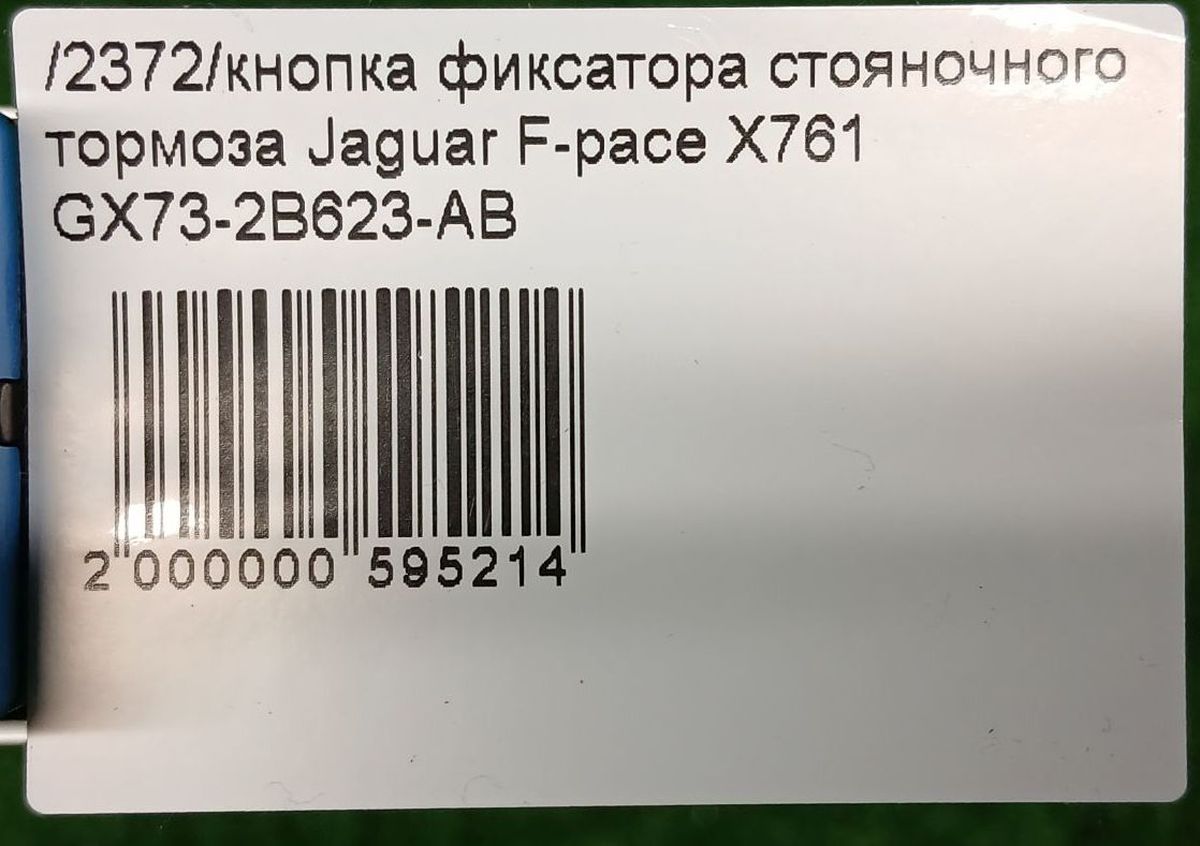 /2372/кнопка фиксатора стояночного
тормоза Jaguar F-pace X761
GX73-2B623-AB
2 000000 595214